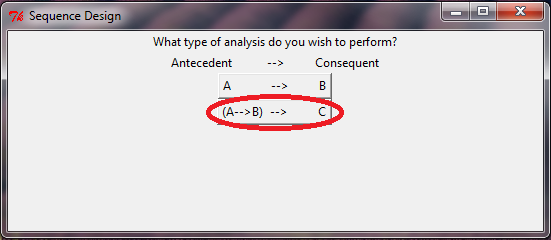 Sequence Design
What type of analysis do you wish to perform?
Antecedent --> Consequent
A --> B
(A-->B) --> C